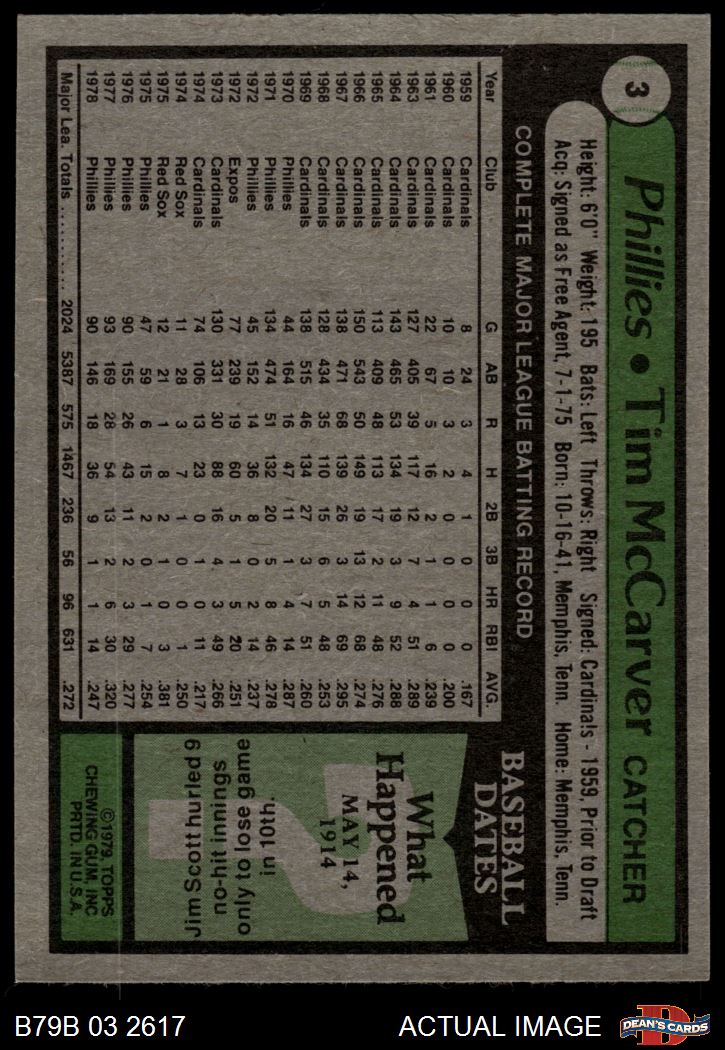 3
Phillies • Tim McCarver CATCHER
Height: 6'0" Weight: 195 Bats: Left Throws: Right Signed: Cardinals - 1959, Prior to Draft
Acq: Signed as Free Agent, 7-1-75 Born: 10-16-41, Memphis, Tenn. Home: Memphis, Tenn.
COMPLETE MAJOR LEAGUE BATTING RECORD
Year Club G AB R H 2B 3B HR RBI AVG.
1959 Cardinals 8 24 3 4 1 0 0 0 .167
1960 Cardinals 10 10 3 2 0 0 0 0 .200
1961 Cardinals 22 67 5 16 2 1 1 6 .239
1963 Cardinals 127 405 39 117 12 7 4 51 .289
1964 Cardinals 143 465 53 134 19 3 9 52 .288
1965 Cardinals 113 409 48 113 17 2 11 48 .276
1966 Cardinals 150 543 50 149 19 13 12 68 .274
1967 Cardinals 138 471 68 139 26 3 14 69 .295
1968 Cardinals 128 434 35 110 15 6 5 48 .253
1969 Cardinals 138 515 46 134 27 3 7 51 .260
1970 Phillies 44 164 16 47 11 1 4 14 .287
1971 Phillies 134 474 51 132 20 5 8 46 .278
1972 Phillies 45 152 14 36 8 0 2 14 .237
1972 Expos 77 239 19 60 5 1 5 20 .251
1973 Cardinals 130 331 30 88 16 4 3 49 .266
1974 Cardinals 74 106 13 23 0 1 0 11 .217
1974 Red Sox 11 28 3 7 1 0 0 1 .250
1975 Red Sox 12 21 1 8 2 1 0 3 .381
1975 Phillies 47 59 6 15 2 0 1 7 .254
1976 Phillies 90 155 26 43 11 2 3 29 .277
1977 Phillies 93 169 28 54 13 2 6 30 .320
1978 Phillies 90 146 18 36 9 1 1 14 .247
Major Lea. Totals ........... 2024 5387 575 1467 236 56 96 631 .272
BASEBALL
DATES
What
Happened
MAY 14,
1914
Jim Scott hurled 9
no-hit innings
only to lose game
in 10th.
©1979, TOPPS
CHEWING GUM, INC
PRTD. IN U.S.A.
B79B 03 2617
ACTUAL IMAGE
D
DEAN'S CARDS